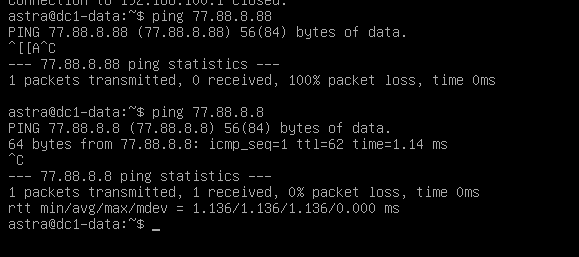 connection to 192.168.100.1 closed.
astra@dc1-data:~$ ping 77.88.8.88
PING 77.88.8.88 (77.88.8.88) 56(84) bytes of data.
^[[A^C
--- 77.88.8.88 ping statistics ---
1 packets transmitted, 0 received, 100% packet loss, time 0ms
astra@dc1-data:~$ ping 77.88.8.8
PING 77.88.8.8 (77.88.8.8) 56(84) bytes of data.
64 bytes from 77.88.8.8: icmp_seq=1 ttl=62 time=1.14 ms
^C
--- 77.88.8.8 ping statistics ---
1 packets transmitted, 1 received, 0% packet loss, time 0ms
rtt min/avg/max/mdev = 1.136/1.136/1.136/0.000 ms
astra@dc1-data:~$ _